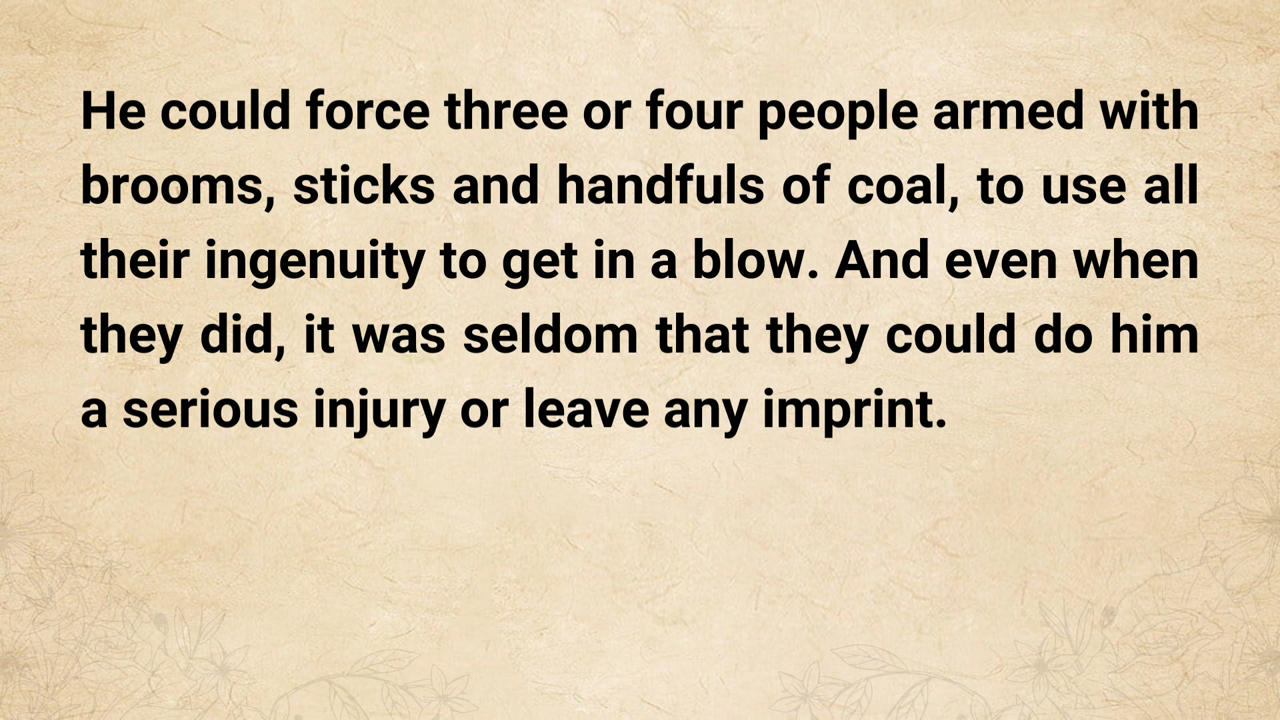 He could force three or four people armed with
brooms, sticks and handfuls of coal, to use all
their ingenuity to get in a blow. And even when
they did, it was seldom that they could do him
a serious injury or leave any imprint.